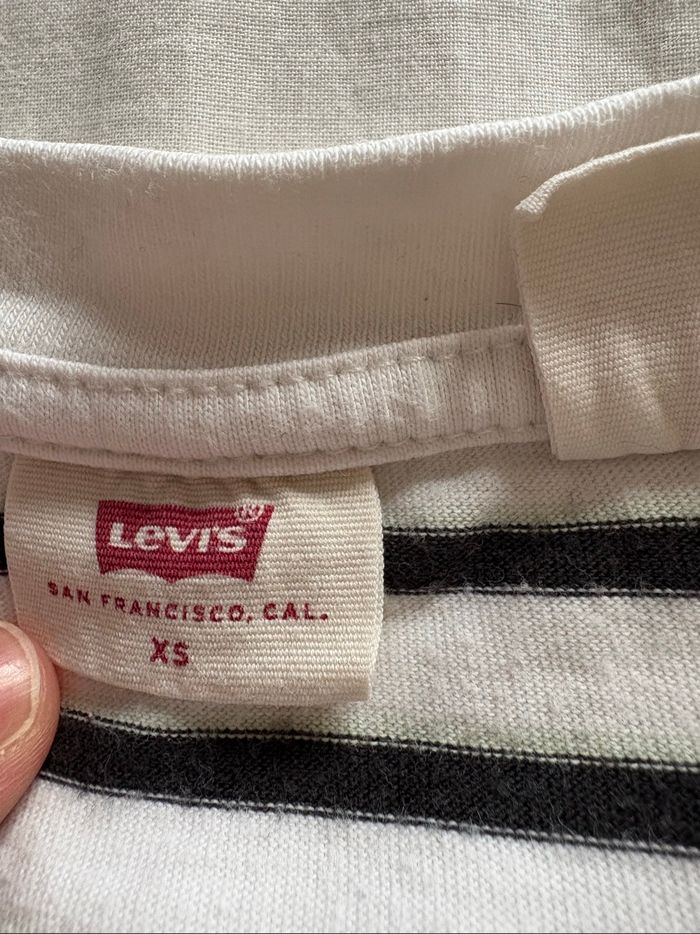 Levi's®
SAN FRANCISCO, CAL.
XS